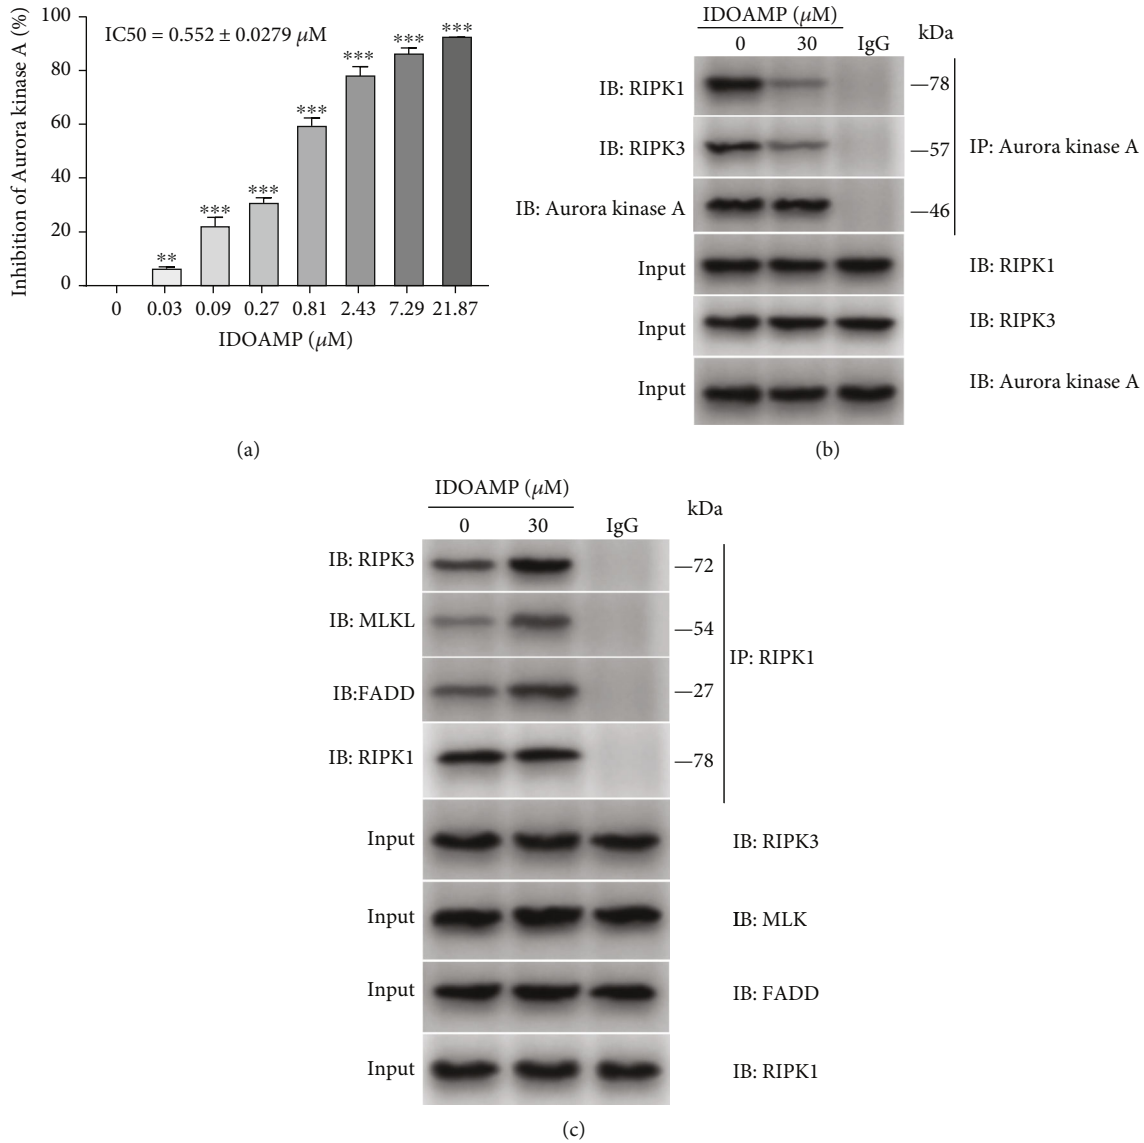 Inhibition of Aurora kinase A (%)
100
80
60
40
20
0
IC50 = 0.552 ± 0.0279 μM
**
***
***
***
***
***
***
0 0.03 0.09 0.27 0.81 2.43 7.29 21.87
IDOAMP (μM)
(a)
IDOAMP (μM)
0 30 IgG kDa
IB: RIPK1 —78
IB: RIPK3 —57 IP: Aurora kinase A
IB: Aurora kinase A —46
Input IB: RIPK1
Input IB: RIPK3
Input IB: Aurora kinase A
(b)
IDOAMP (μM)
0 30 IgG kDa
IB: RIPK3 —72
IB: MLKL —54
IP: RIPK1
IB:FADD —27
IB: RIPK1 —78
Input IB: RIPK3
Input IB: MLK
Input IB: FADD
Input IB: RIPK1
(c)